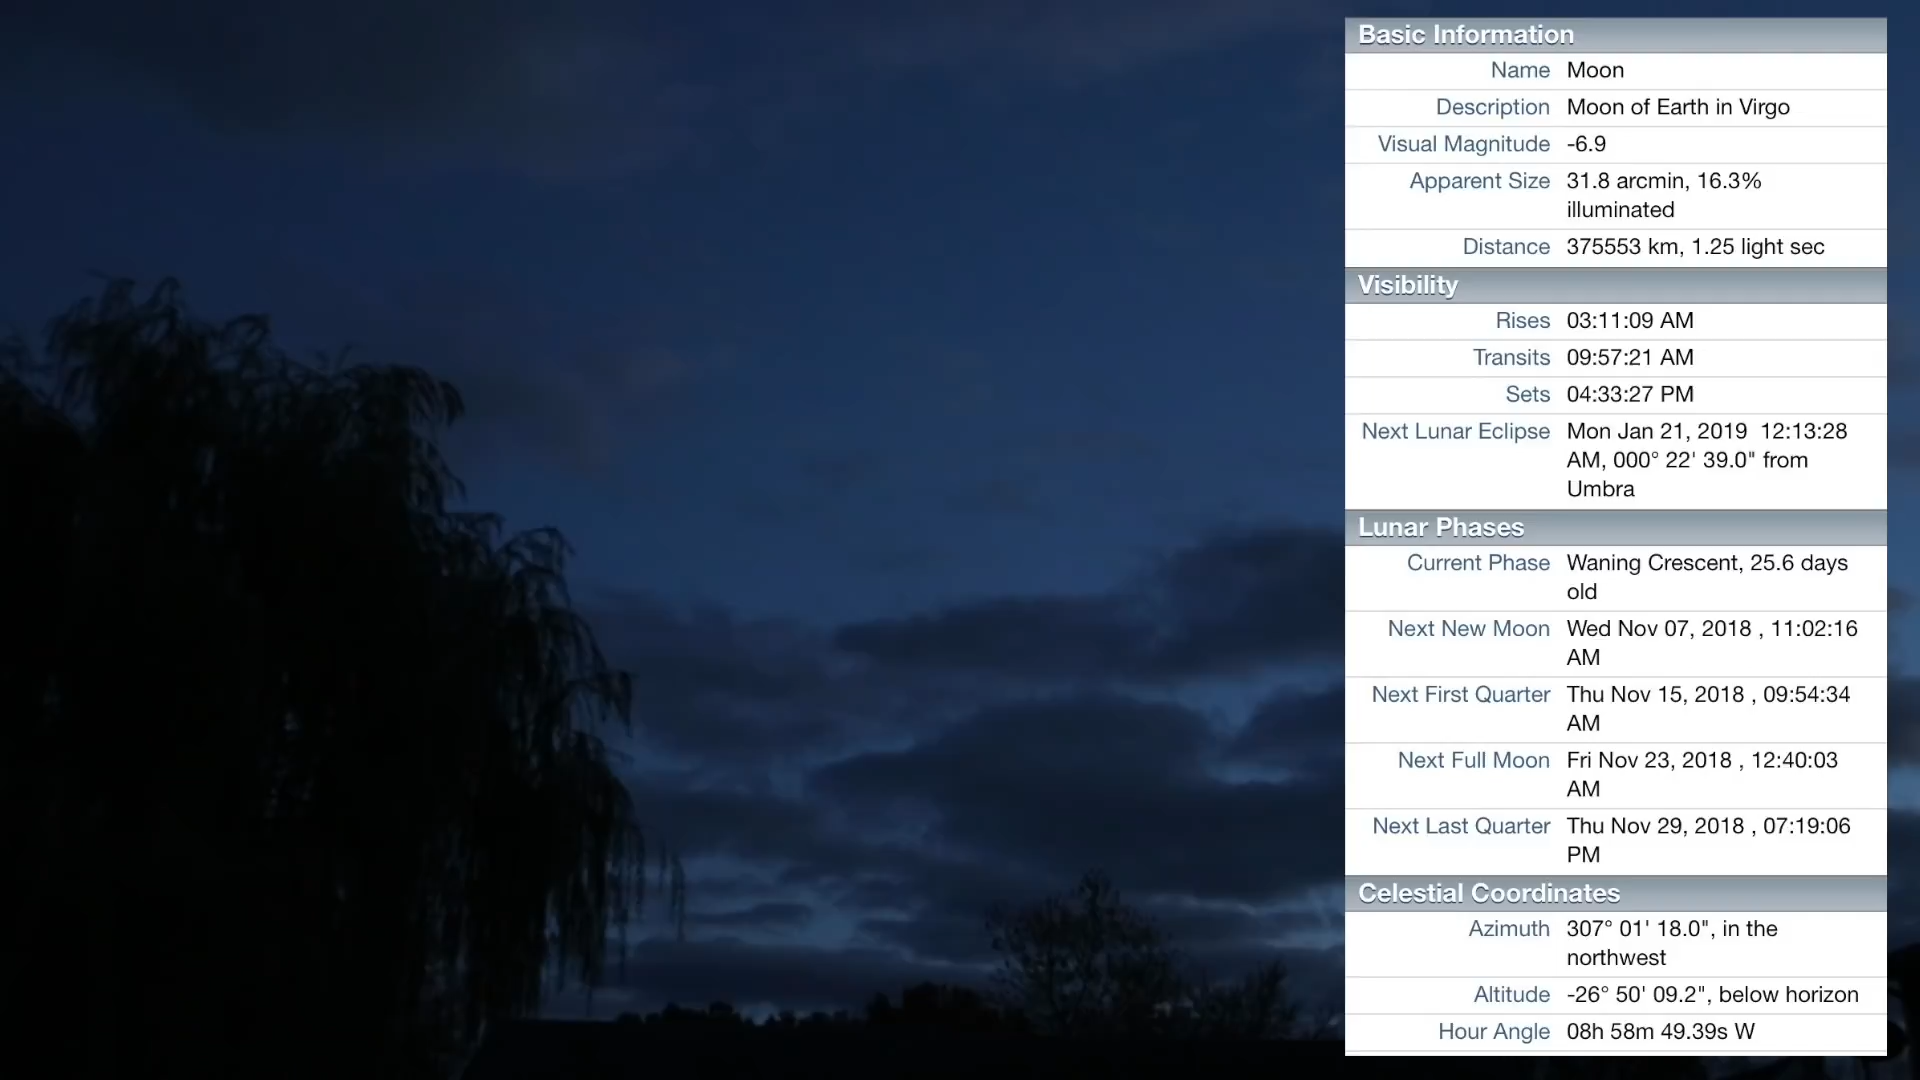 Basic Information
Name Moon
Description Moon of Earth in Virgo
Visual Magnitude -6.9
Apparent Size 31.8 arcmin, 16.3%
illuminated
Distance 375553 km, 1.25 light sec
Visibility
Rises 03:11:09 AM
Transits 09:57:21 AM
Sets 04:33:27 PM
Next Lunar Eclipse Mon Jan 21, 2019 12:13:28
AM, 000° 22' 39.0" from
Umbra
Lunar Phases
Current Phase Waning Crescent, 25.6 days
old
Next New Moon Wed Nov 07, 2018 , 11:02:16
AM
Next First Quarter Thu Nov 15, 2018 , 09:54:34
AM
Next Full Moon Fri Nov 23, 2018 , 12:40:03
AM
Next Last Quarter Thu Nov 29, 2018 , 07:19:06
PM
Celestial Coordinates
Azimuth 307° 01' 18.0", in the
northwest
Altitude -26° 50' 09.2", below horizon
Hour Angle 08h 58m 49.39s W